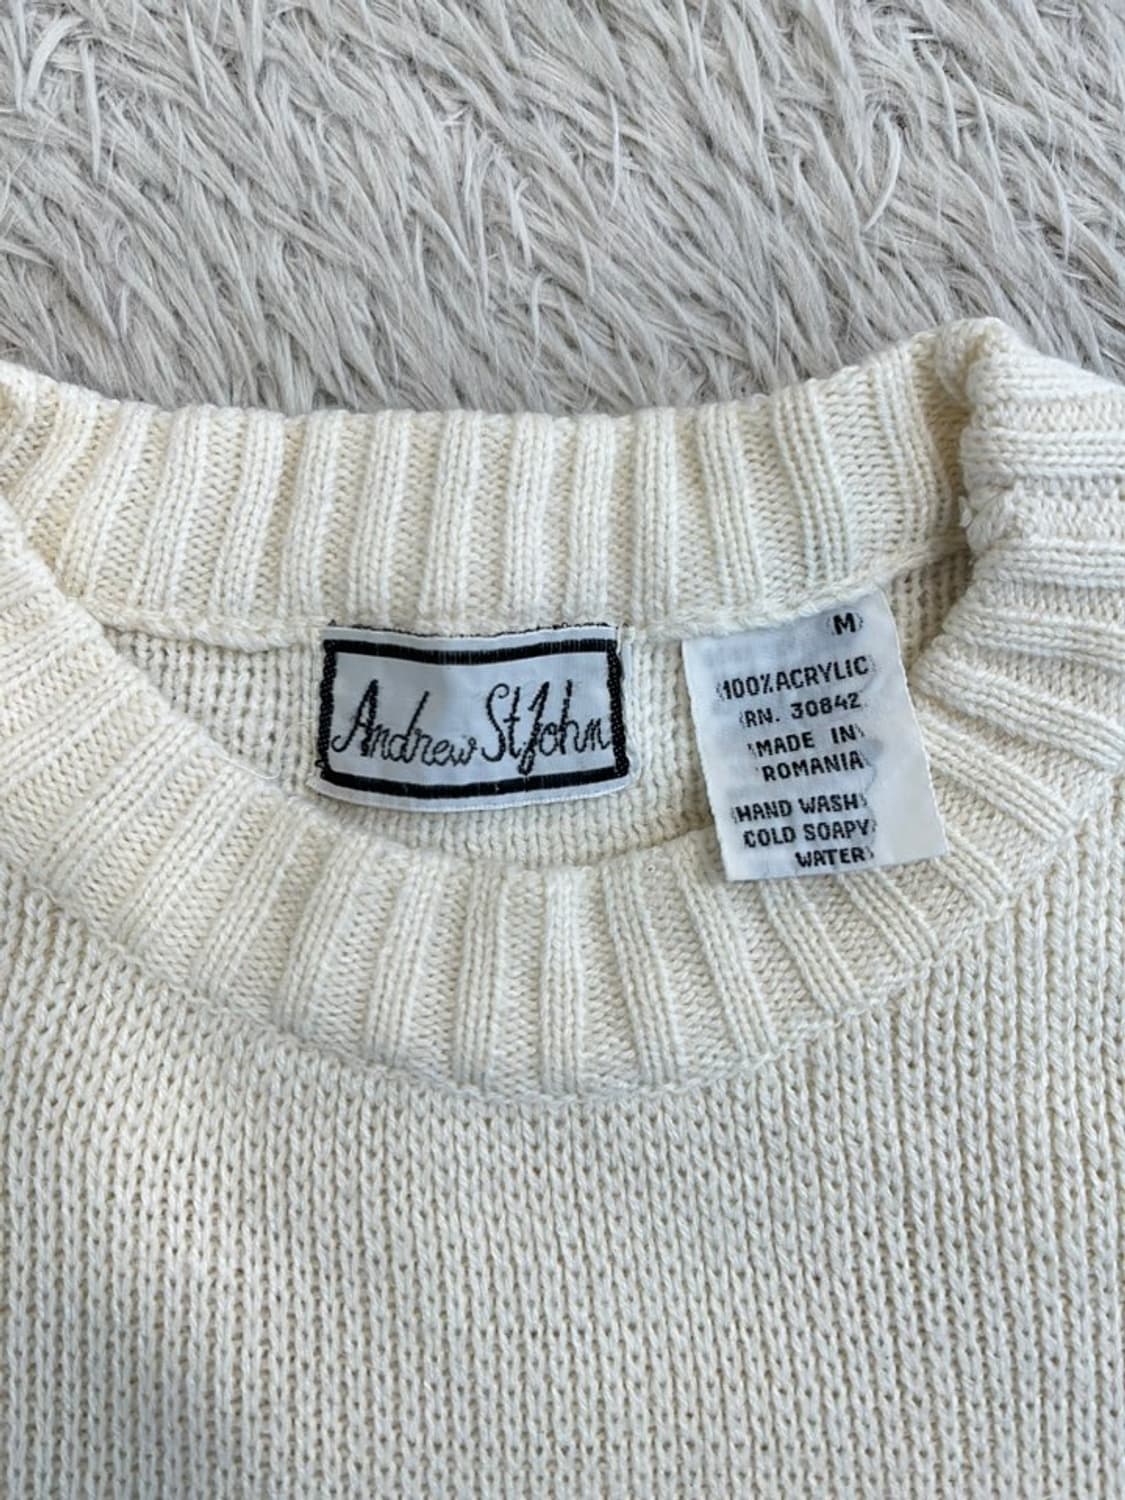 Andrew St John
M
100% ACRYLIC
RN. 30842
MADE IN
ROMANIA
HAND WASH
COLD SOAPY
WATER